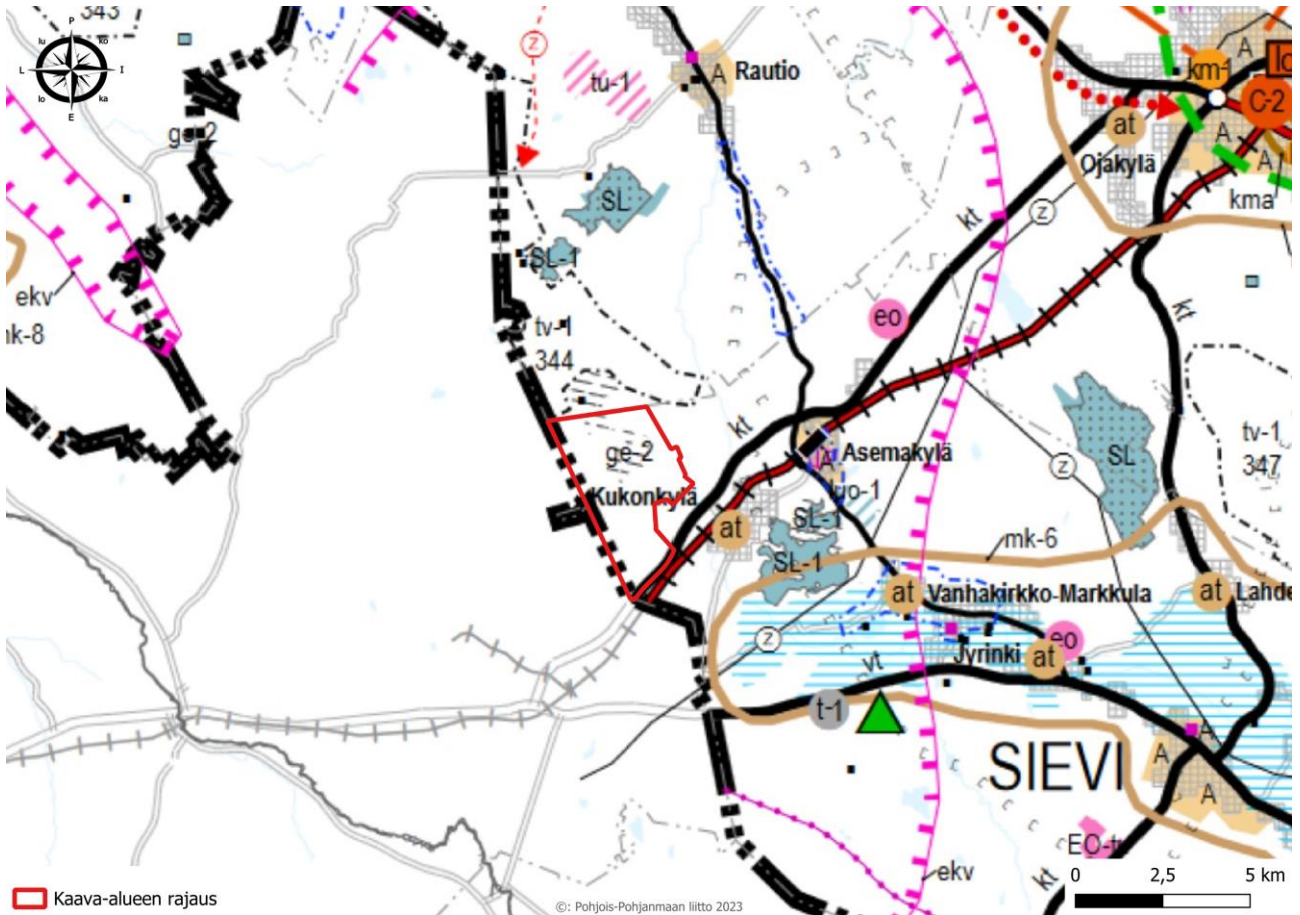 343
P
lu
ko
L
I
lo
ka
E
Z
tu-1
A
Rautio
A
km-1
C-2
at
A
Ojakylä
A
kma
ge-2
SL
kt
Z
SL-1
kt
ekv
mk-8
eo
tv-1
344
kt
ge-2
Asemakylä
A
SL
tv-1
347
Z
Kukonkylä
luo-1
SL-1
at
SL-1
mk-6
at
Vanhakirkko-Markkula
at
Lahde
Z
eo
Jyrinki
at
vt
t-1
SIEVI
A
A
A
EO-t
kt
ekv
0
2,5
5 km
Kaava-alueen rajaus
©: Pohjois-Pohjanmaan liitto 2023